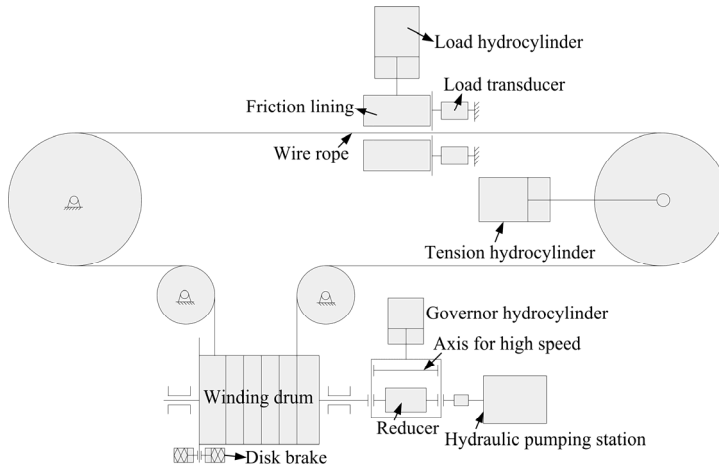 Load hydrocylinder
Load transducer
Friction lining
Wire rope
Tension hydrocylinder
Governor hydrocylinder
Axis for high speed
Winding drum
Reducer
Hydraulic pumping station
Disk brake